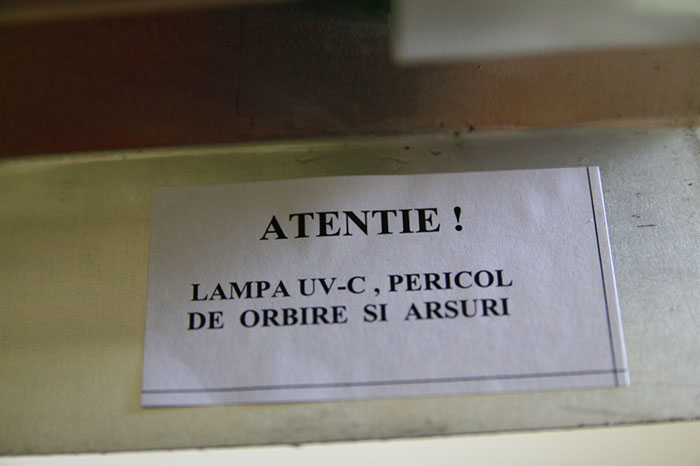 ATENTIE !
LAMPA UV-C , PERICOL
DE ORBIRE SI ARSURI